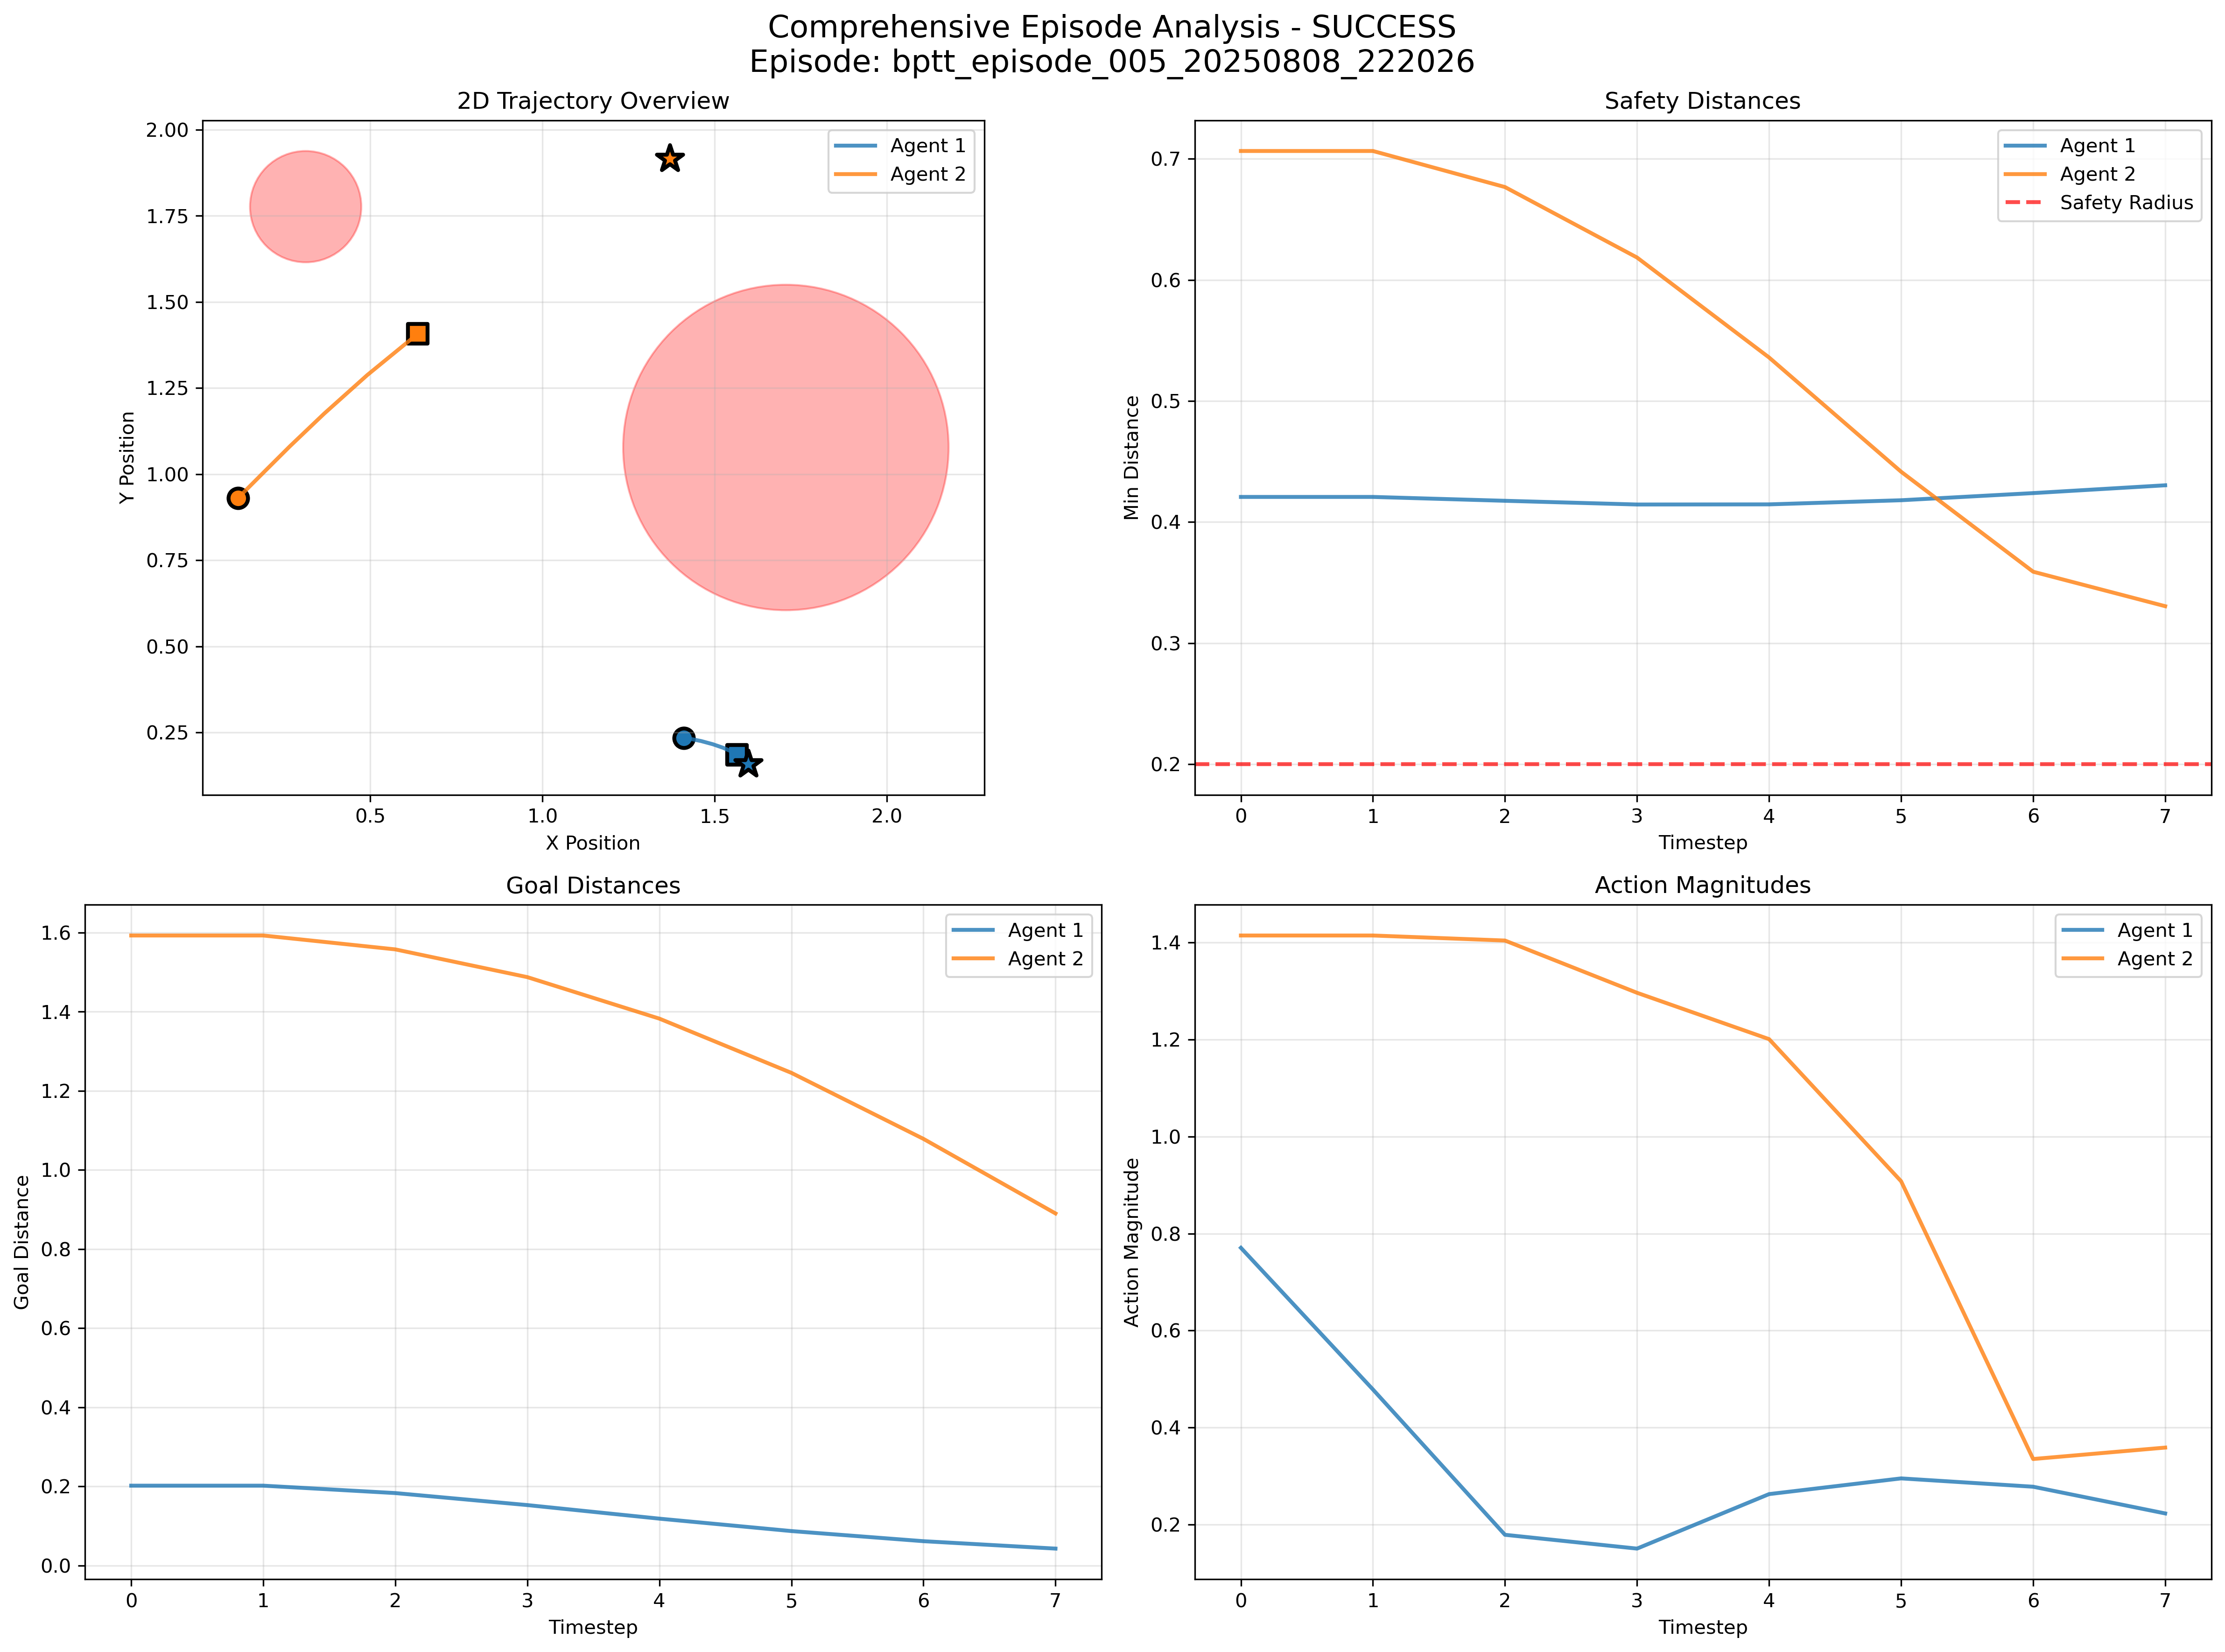 Comprehensive Episode Analysis - SUCCESS
Episode: bptt_episode_005_20250808_222026
2D Trajectory Overview
Agent 1
Agent 2
2.00
1.75
1.50
1.25
1.00
0.75
0.50
0.25
0.5
1.0
1.5
2.0
X Position
Y Position
Safety Distances
Agent 1
Agent 2
Safety Radius
0.7
0.6
0.5
0.4
0.3
0.2
0
1
2
3
4
5
6
7
Timestep
Min Distance
Goal Distances
Agent 1
Agent 2
1.6
1.4
1.2
1.0
0.8
0.6
0.4
0.2
0.0
0
1
2
3
4
5
6
7
Timestep
Goal Distance
Action Magnitudes
Agent 1
Agent 2
1.4
1.2
1.0
0.8
0.6
0.4
0.2
0
1
2
3
4
5
6
7
Timestep
Action Magnitude